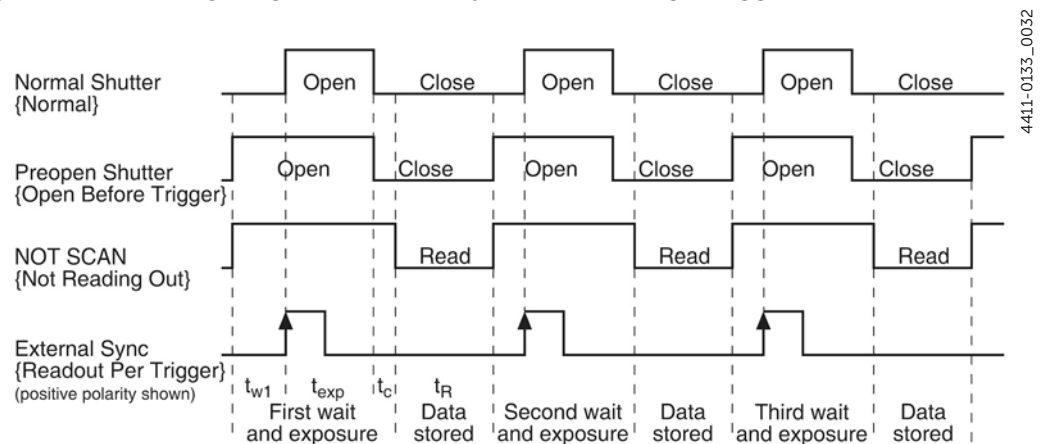 4411-0133_0032
Normal Shutter
{Normal}
Open Close Open Close Open Close
Preopen Shutter
{Open Before Trigger}
Open Close Open Close Open Close
NOT SCAN
{Not Reading Out}
Read Read Read
External Sync
{Readout Per Trigger}
(positive polarity shown)
tw1 texp tc tR
First wait Data Second wait Data Third wait Data
and exposure stored and exposure stored and exposure stored